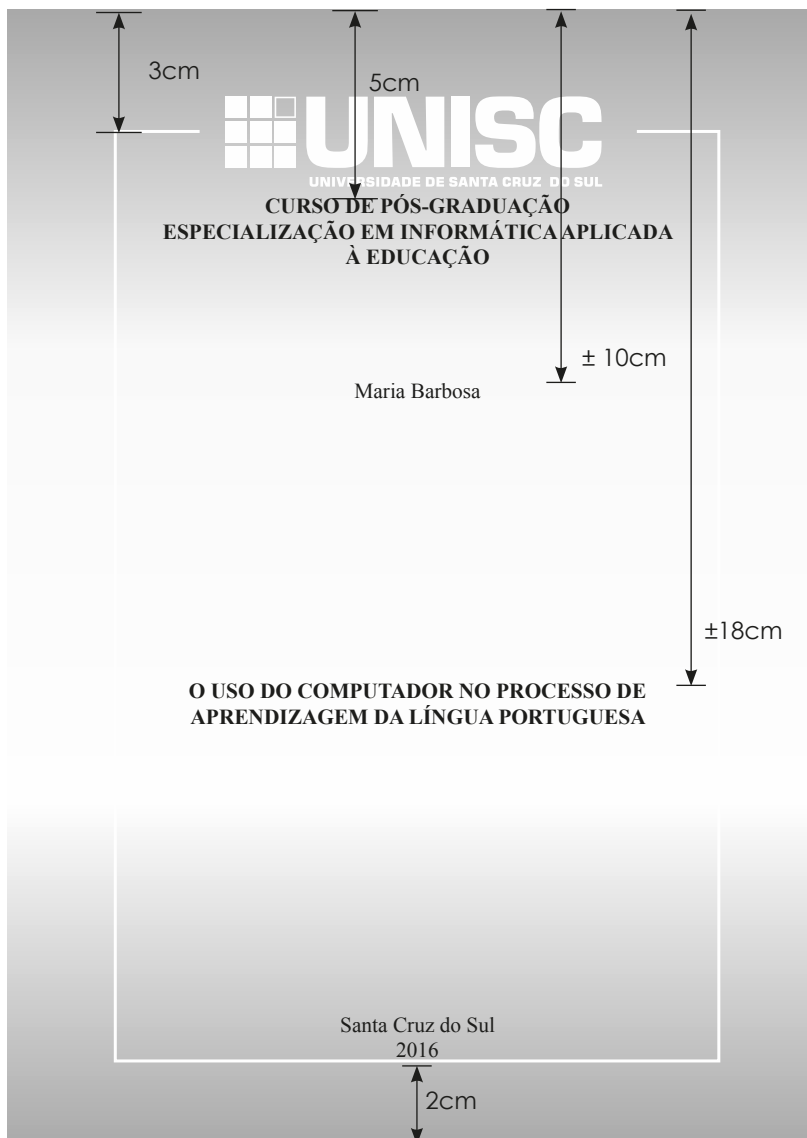 3cm
5cm
UNISC
UNIVERSIDADE DE SANTA CRUZ DO SUL
CURSO DE PÓS-GRADUAÇÃO
ESPECIALIZAÇÃO EM INFORMÁTICA APLICADA
À EDUCAÇÃO
± 10cm
Maria Barbosa
±18cm
O USO DO COMPUTADOR NO PROCESSO DE
APRENDIZAGEM DA LÍNGUA PORTUGUESA
Santa Cruz do Sul
2016
2cm